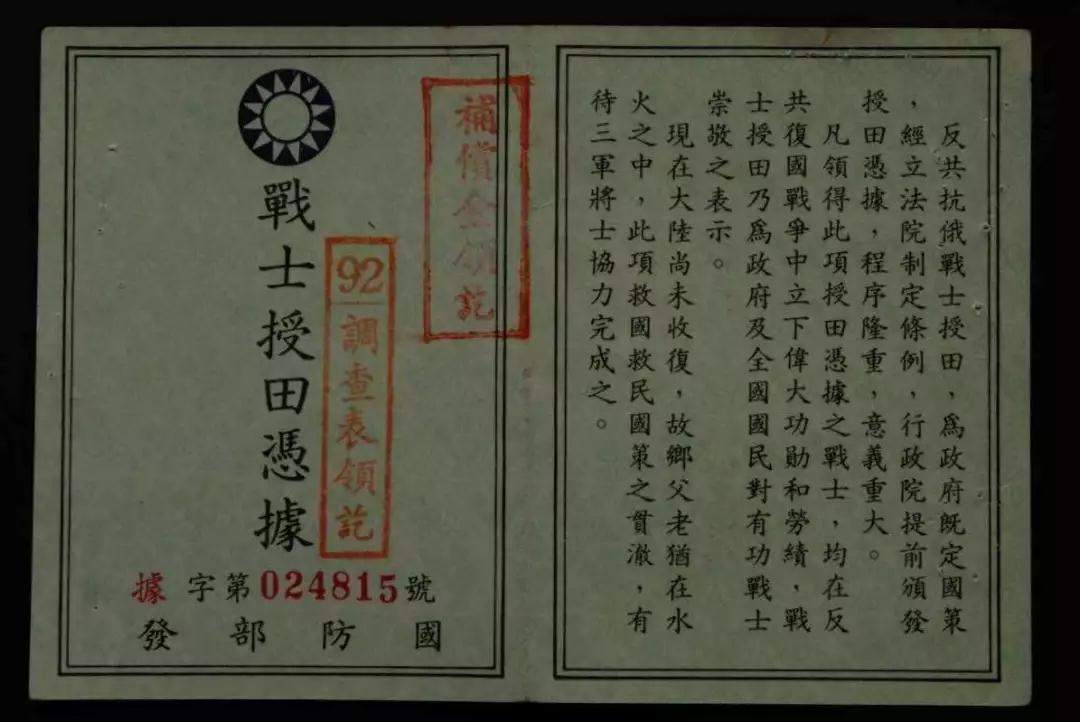 戰士授田憑據
據字第024815號
國防部發
92
調查表領訖
補償金領訖
反共抗俄戰士授田，爲政府既定國策
，經立法院制定條例，行政院提前頒發
授田憑據，程序隆重，意義重大。
凡領得此項授田憑據之戰士，均在反
共復國戰爭中立下偉大功勛和勞績，戰
士授田乃爲政府及全國國民對有功戰士
崇敬之表示。
現在大陸尚未收復，故鄉父老猶在水
火之中，此項救國救民國策之貫澈，有
待三軍將士協力完成之。